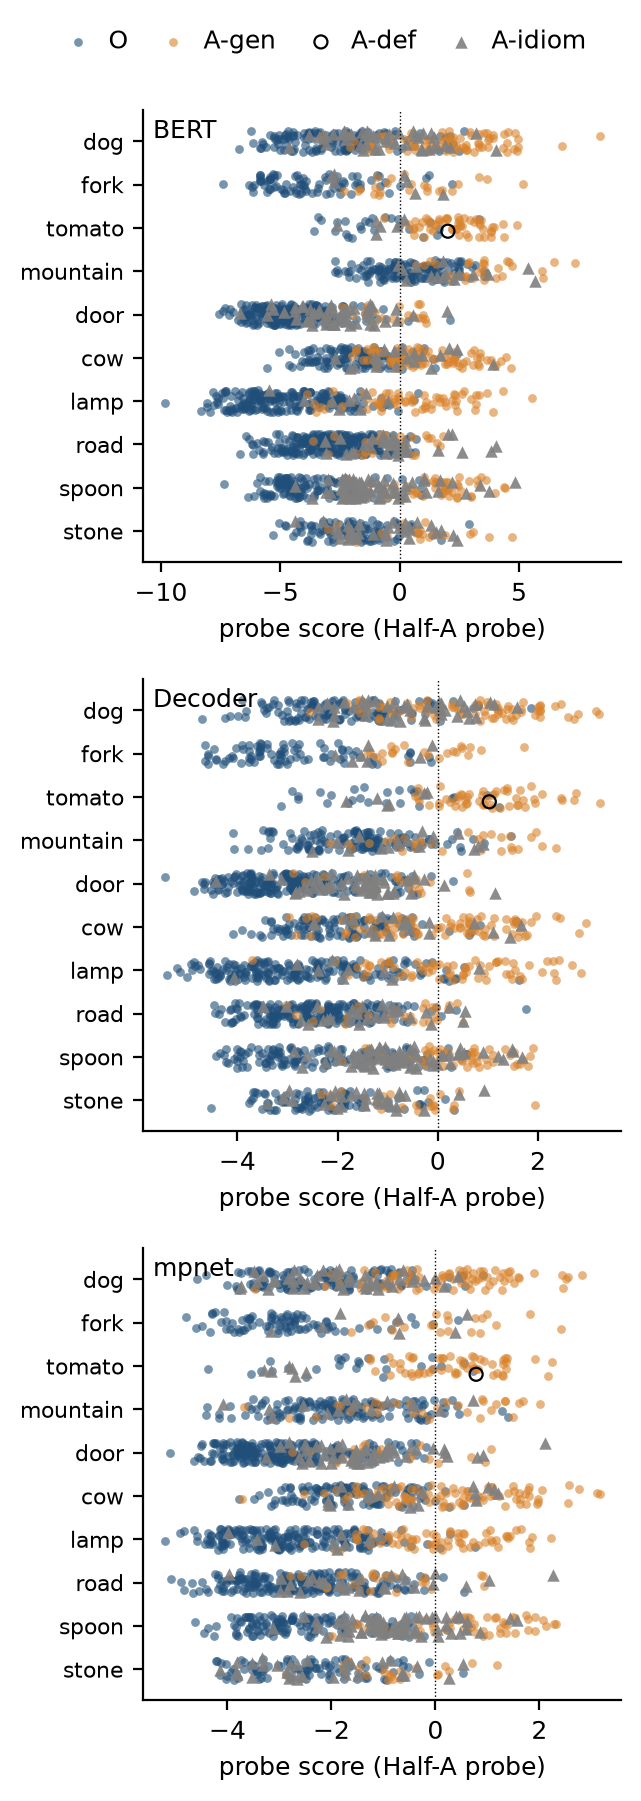 O A-gen A-def A-idiom
BERT
dog
fork
tomato
mountain
door
cow
lamp
road
spoon
stone
−10 −5 0 5
probe score (Half-A probe)
Decoder
dog
fork
tomato
mountain
door
cow
lamp
road
spoon
stone
−4 −2 0 2
probe score (Half-A probe)
mpnet
dog
fork
tomato
mountain
door
cow
lamp
road
spoon
stone
−4 −2 0 2
probe score (Half-A probe)